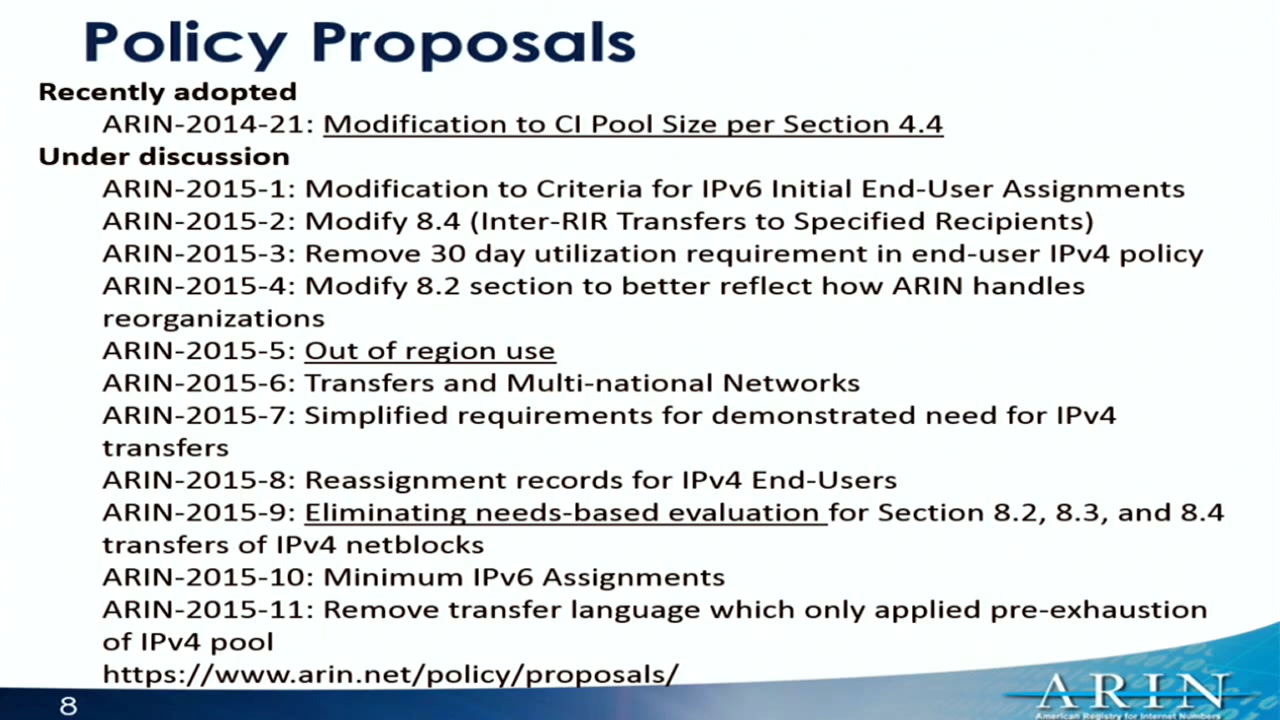 Policy Proposals
Recently adopted
ARIN-2014-21: Modification to CI Pool Size per Section 4.4
Under discussion
ARIN-2015-1: Modification to Criteria for IPv6 Initial End-User Assignments
ARIN-2015-2: Modify 8.4 (Inter-RIR Transfers to Specified Recipients)
ARIN-2015-3: Remove 30 day utilization requirement in end-user IPv4 policy
ARIN-2015-4: Modify 8.2 section to better reflect how ARIN handles
reorganizations
ARIN-2015-5: Out of region use
ARIN-2015-6: Transfers and Multi-national Networks
ARIN-2015-7: Simplified requirements for demonstrated need for IPv4
transfers
ARIN-2015-8: Reassignment records for IPv4 End-Users
ARIN-2015-9: Eliminating needs-based evaluation for Section 8.2, 8.3, and 8.4
transfers of IPv4 netblocks
ARIN-2015-10: Minimum IPv6 Assignments
ARIN-2015-11: Remove transfer language which only applied pre-exhaustion
of IPv4 pool
https://www.arin.net/policy/proposals/
8
ARIN
American Registry for Internet Numbers